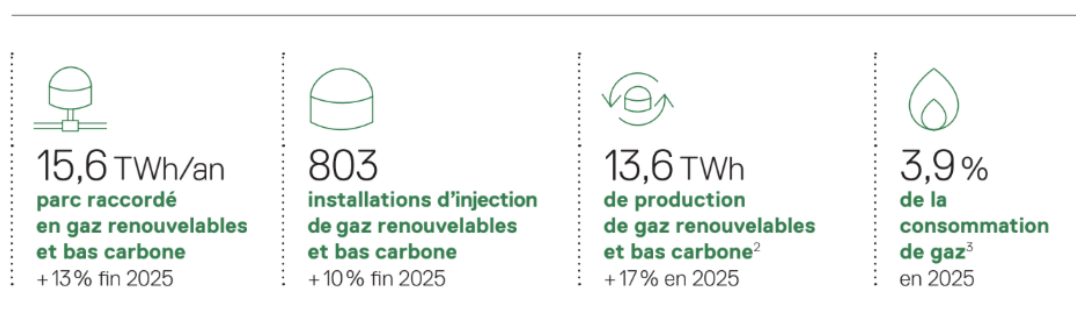 15,6 TWh/an
parc raccordé
en gaz renouvelables
et bas carbone
+13 % fin 2025
803
installations d'injection
de gaz renouvelables
et bas carbone
+10 % fin 2025
13,6 TWh
de production
de gaz renouvelables
et bas carbone²
+17 % en 2025
3,9 %
de la
consommation
de gaz³
en 2025